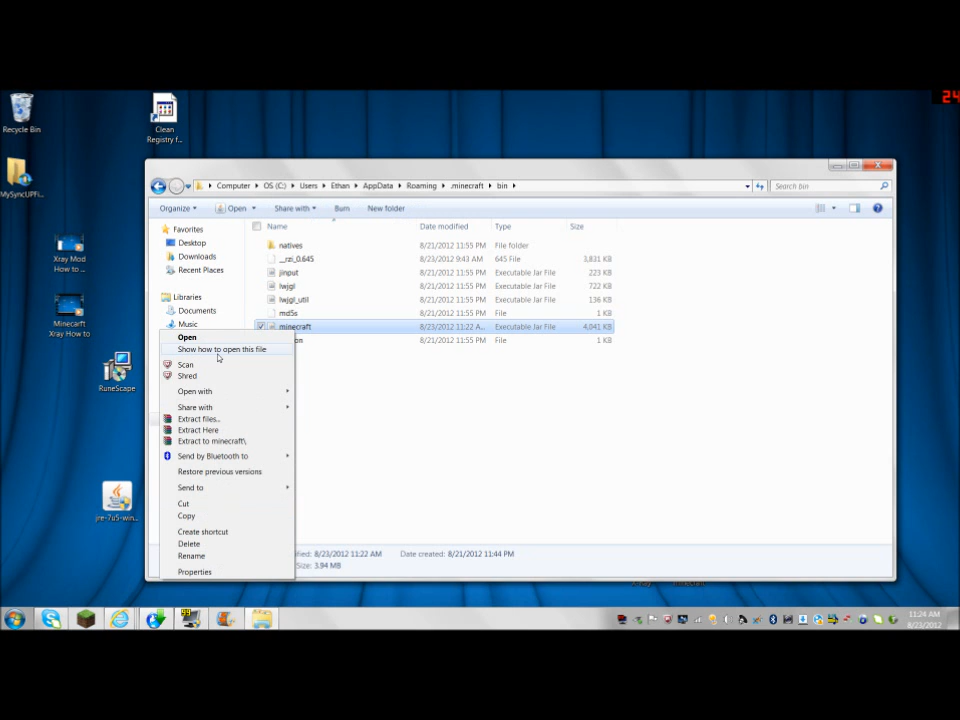 24
Recycle Bin
Clean
Registry f...
MySyncUPFi...
Xray Mod
How to ...
Minecarft
Xray How to
RuneScape
jre-7u5-win...
Computer OS (C:) Users Ethan AppData Roaming .minecraft bin
Search bin
Organize Open Share with Burn New folder
Favorites
Desktop
Downloads
Recent Places
Libraries
Documents
Music
Name Date modified Type Size
natives 8/21/2012 11:55 PM File folder
__rzi_0.645 8/23/2012 9:43 AM 645 File 3,831 KB
jinput 8/21/2012 11:55 PM Executable Jar File 223 KB
lwjgl 8/21/2012 11:55 PM Executable Jar File 722 KB
lwjgl_util 8/21/2012 11:55 PM Executable Jar File 136 KB
md5s 8/21/2012 11:55 PM File 1 KB
minecraft 8/23/2012 11:22 A... Executable Jar File 4,041 KB
on 8/21/2012 11:55 PM File 1 KB
Open
Show how to open this file
Scan
Shred
Open with
Share with
Extract files...
Extract Here
Extract to minecraft\
Send by Bluetooth to
Restore previous versions
Send to
Cut
Copy
Create shortcut
Delete
Rename
Properties
ified: 8/23/2012 11:22 AM Date created: 8/21/2012 11:44 PM
Size: 3.94 MB
11:24 AM
8/23/2012